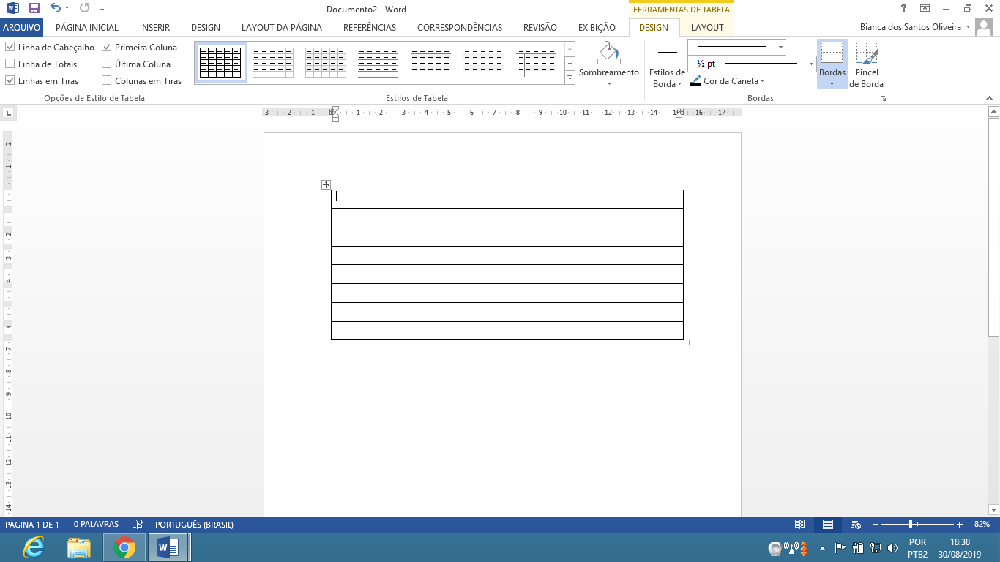 Documento2 - Word
FERRAMENTAS DE TABELA
ARQUIVO PÁGINA INICIAL INSERIR DESIGN LAYOUT DA PÁGINA REFERÊNCIAS CORRESPONDÊNCIAS REVISÃO EXIBIÇÃO DESIGN LAYOUT Bianca dos Santos Oliveira
Linha de Cabeçalho Primeira Coluna
Linha de Totais Última Coluna
Linhas em Tiras Colunas em Tiras
Opções de Estilo de Tabela
Estilos de Tabela
Sombreamento
Estilos de Borda
½ pt
Cor da Caneta
Bordas
Pincel de Borda
Bordas
3 2 1 1 2 3 4 5 6 7 8 9 10 11 12 13 14 15 16 17
2
1
2
3
4
7
8
9
10
11
12
13
14
PÁGINA 1 DE 1 0 PALAVRAS PORTUGUÊS (BRASIL) 82%
W
POR 18:38
PTB2 30/08/2019